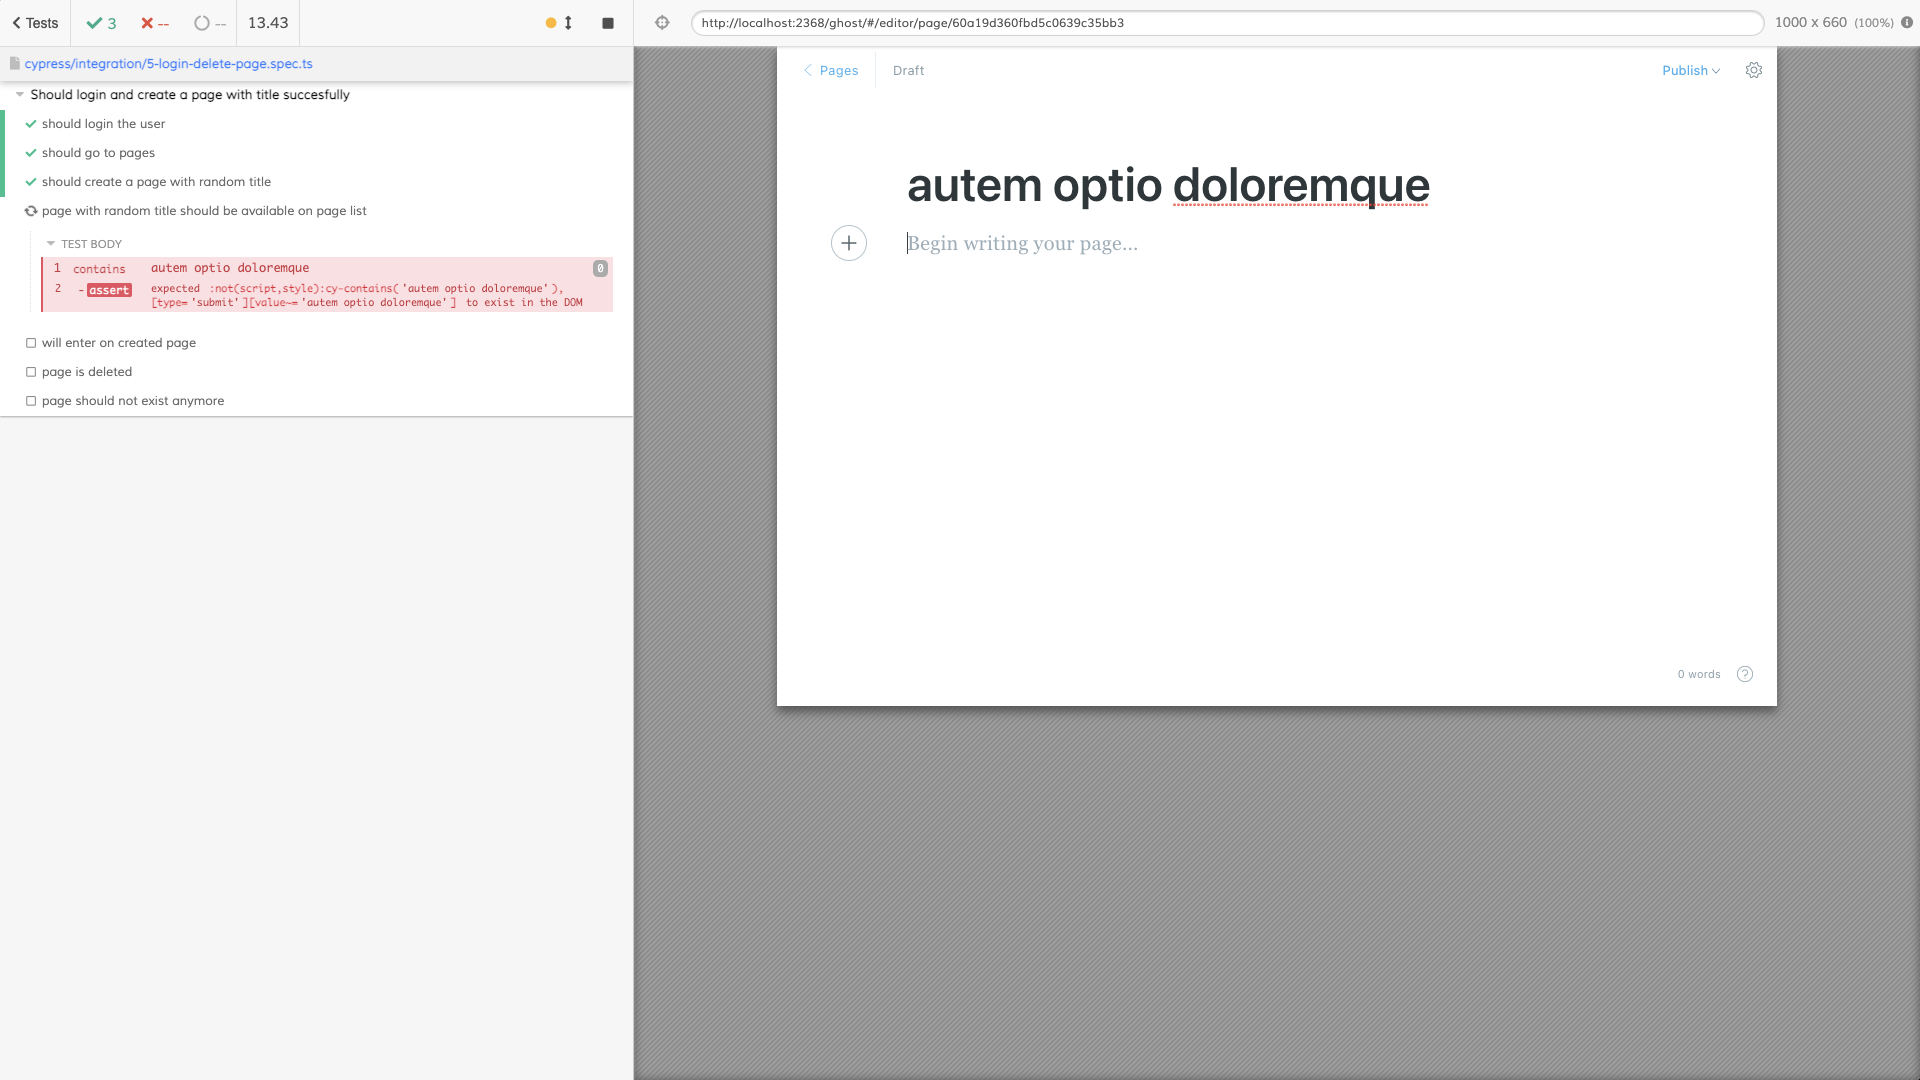 Tests
3
--
--
13.43
http://localhost:2368/ghost/#/editor/page/60a19d360fbd5c0639c35bb3
1000 x 660 (100%)
cypress/integration/5-login-delete-page.spec.ts
Should login and create a page with title succesfully
should login the user
should go to pages
should create a page with random title
page with random title should be available on page list
TEST BODY
1 contains autem optio doloremque 0
2 -assert expected :not(script,style):cy-contains('autem optio doloremque'),
[type='submit'][value~='autem optio doloremque'] to exist in the DOM
will enter on created page
page is deleted
page should not exist anymore
Pages
Draft
Publish
autem optio doloremque
Begin writing your page...
0 words
?